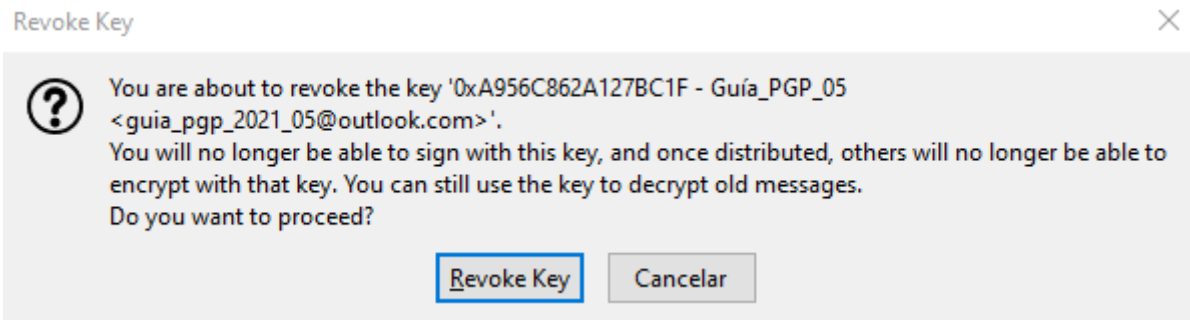 Revoke Key
You are about to revoke the key '0xA956C862A127BC1F - Guía_PGP_05
<guia_pgp_2021_05@outlook.com>'.
You will no longer be able to sign with this key, and once distributed, others will no longer be able to
encrypt with that key. You can still use the key to decrypt old messages.
Do you want to proceed?
Revoke Key
Cancelar